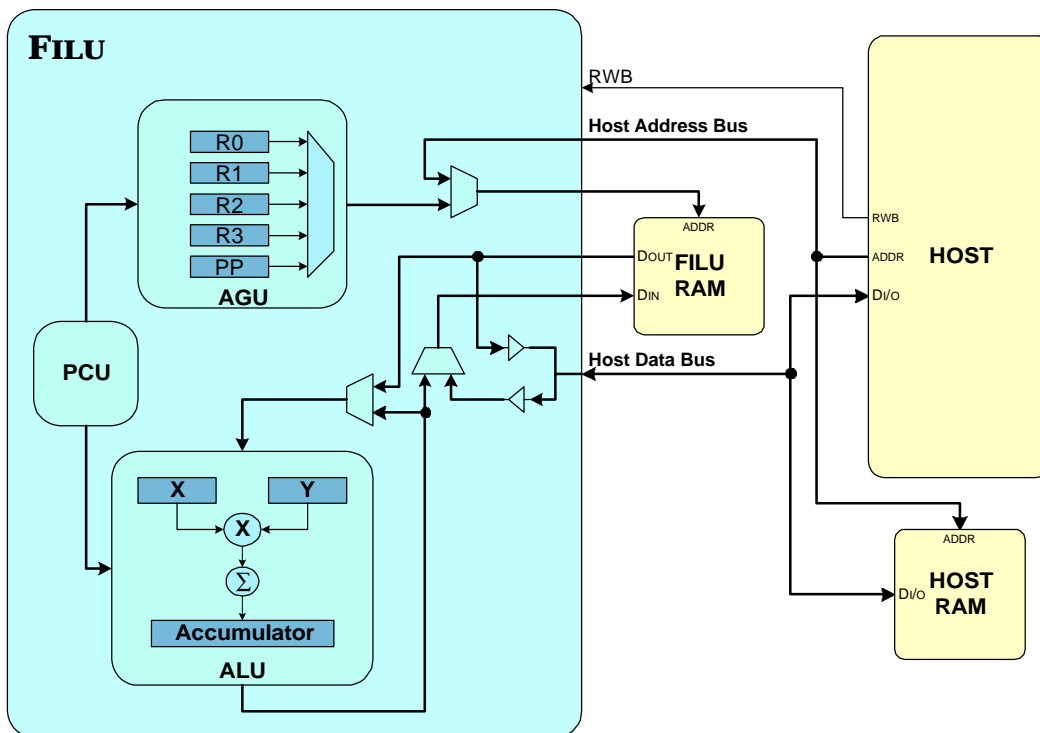 FILU
RWB
Host Address Bus
R0
R1
R2
R3
PP
AGU
PCU
ADDR
DOUT
DIN
FILU
RAM
RWB
ADDR
DI/O
HOST
Host Data Bus
X
Y
X
Σ
Accumulator
ALU
ADDR
DI/O
HOST
RAM